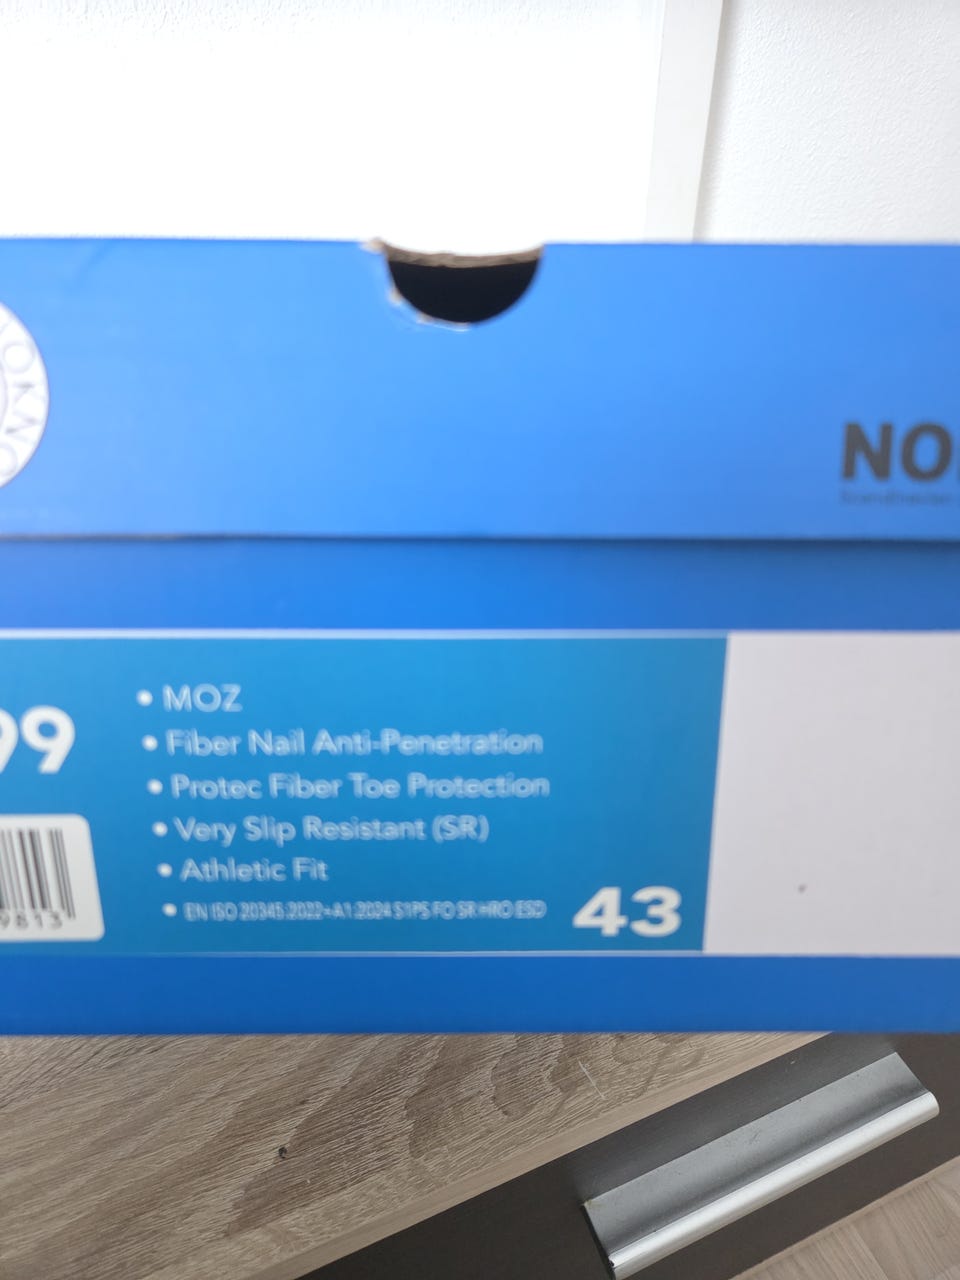 NO
99
• MOZ
• Fiber Nail Anti-Penetration
• Protec Fiber Toe Protection
• Very Slip Resistant (SR)
• Athletic Fit
• EN ISO 20345:2022+A1:2024 S1PS FO SR HRO ESD
43
9813